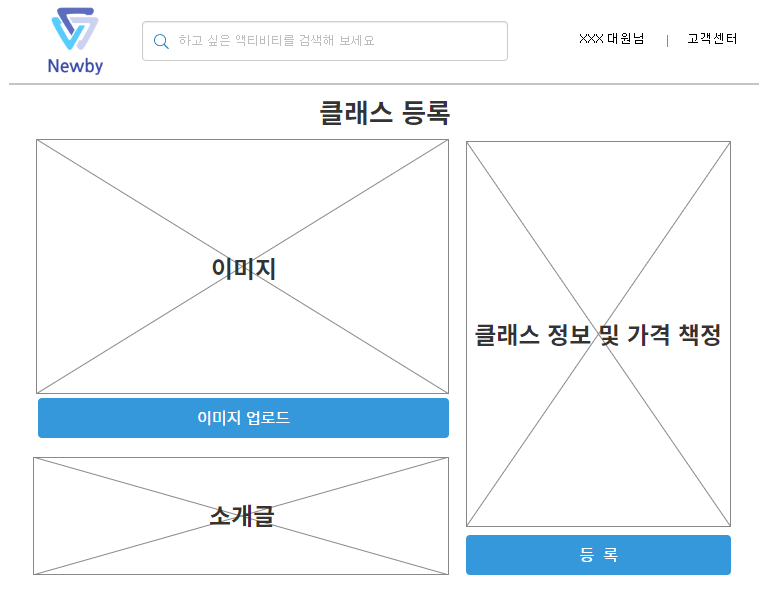 Newby
하고 싶은 액티비티를 검색해 보세요
XXX 대원님 | 고객센터
클래스 등록
이미지
이미지 업로드
소개글
클래스 정보 및 가격 책정
등 록